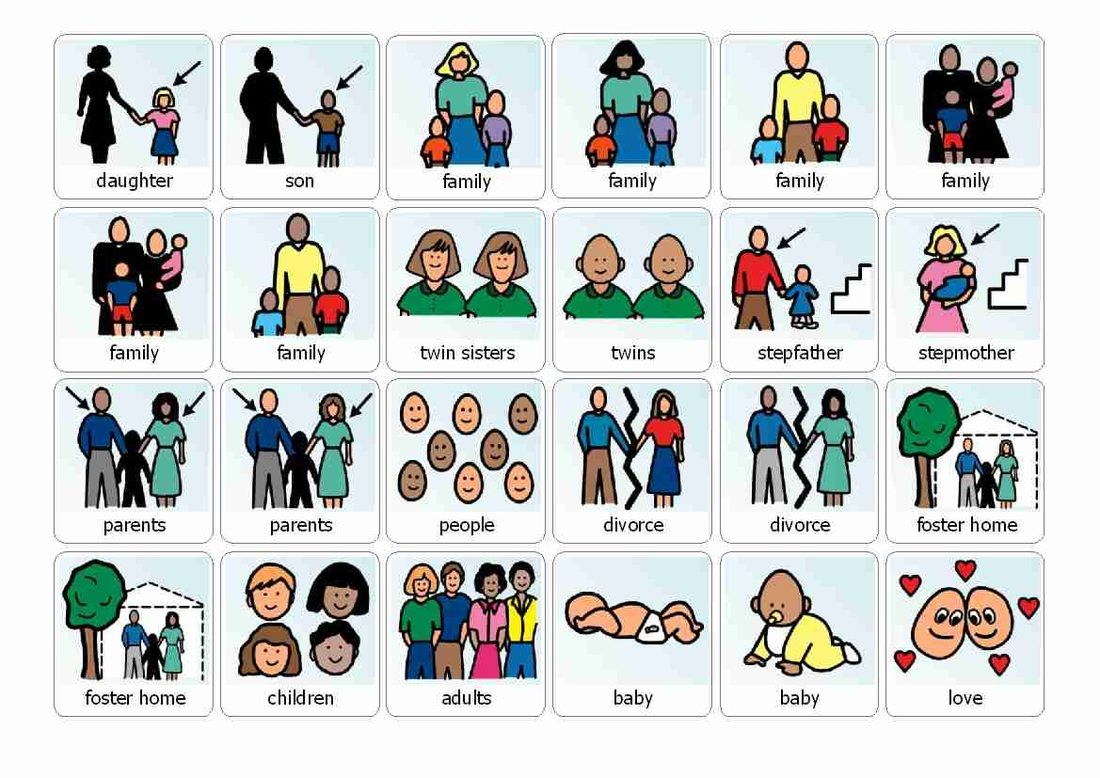 daughter
son
family
family
family
family
family
family
twin sisters
twins
stepfather
stepmother
parents
parents
people
divorce
divorce
foster home
foster home
children
adults
baby
baby
love